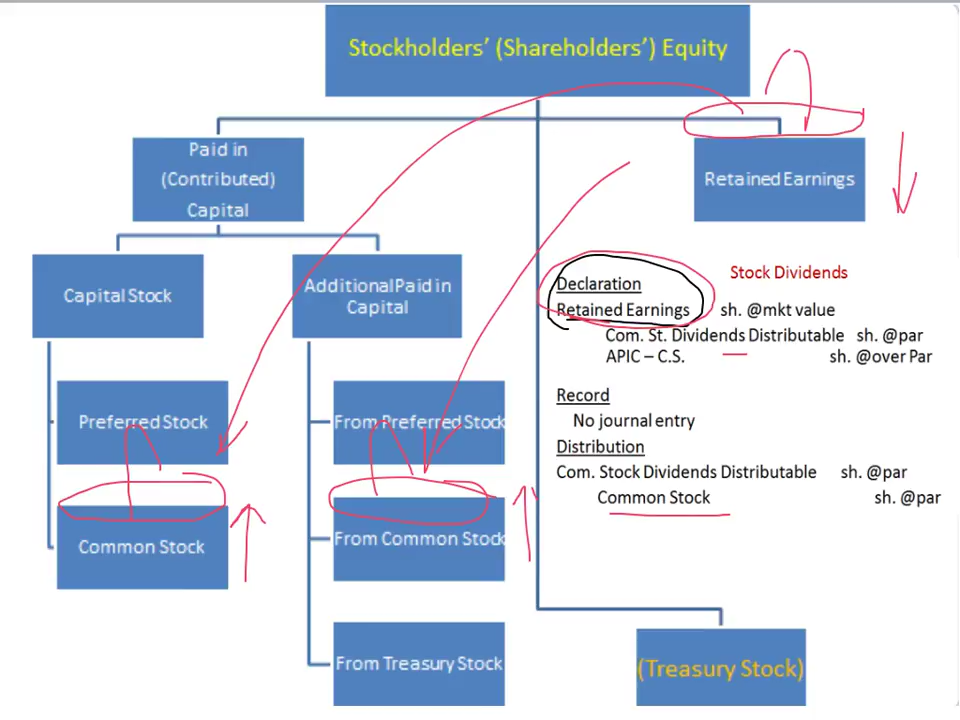 Stockholders' (Shareholders') Equity
Paid in
(Contributed)
Capital
Retained Earnings
Capital Stock
Additional Paid in
Capital
Preferred Stock
From Preferred Stock
Common Stock
From Common Stock
From Treasury Stock
(Treasury Stock)
Stock Dividends
Declaration
Retained Earnings sh. @mkt value
Com. St. Dividends Distributable sh. @par
APIC – C.S. sh. @over Par
Record
No journal entry
Distribution
Com. Stock Dividends Distributable sh. @par
Common Stock sh. @par